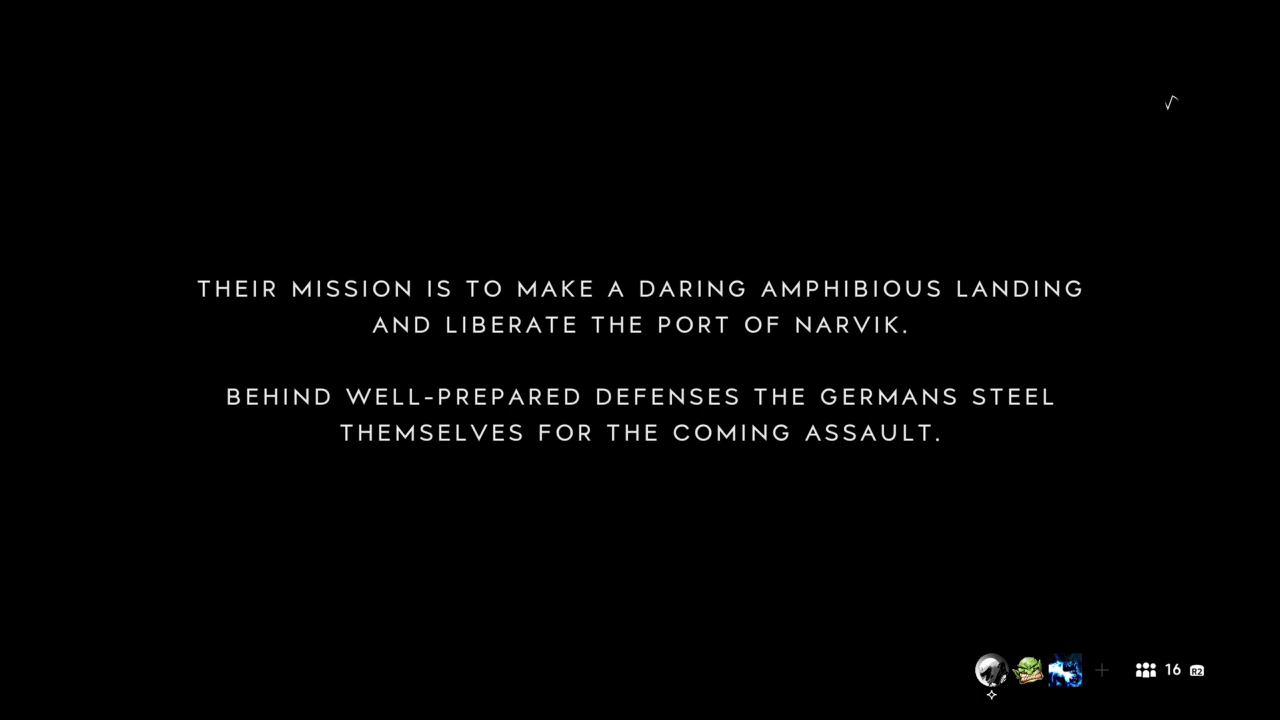 THEIR MISSION IS TO MAKE A DARING AMPHIBIOUS LANDING
AND LIBERATE THE PORT OF NARVIK.
BEHIND WELL-PREPARED DEFENSES THE GERMANS STEEL
THEMSELVES FOR THE COMING ASSAULT.
16 R2